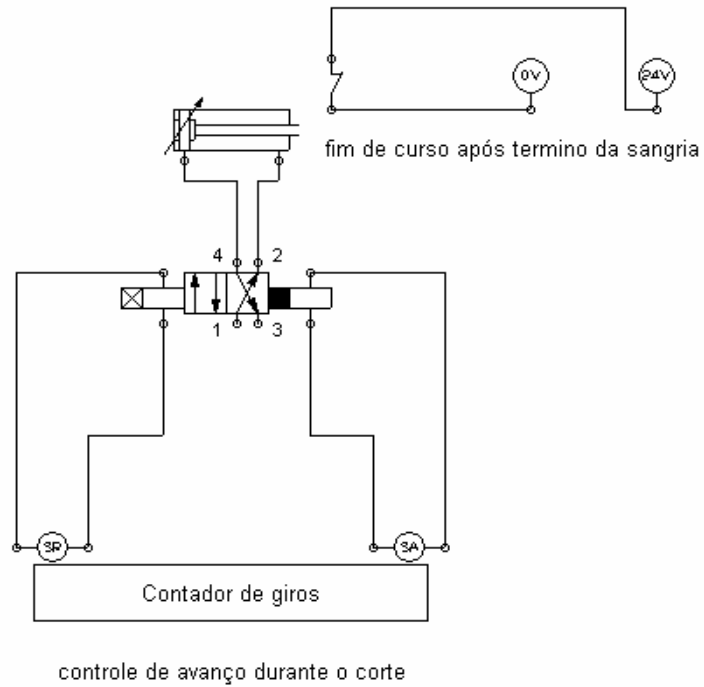 0V 24V
fim de curso após termino da sangria
4 2
1 3
SR SA
Contador de giros
controle de avanço durante o corte